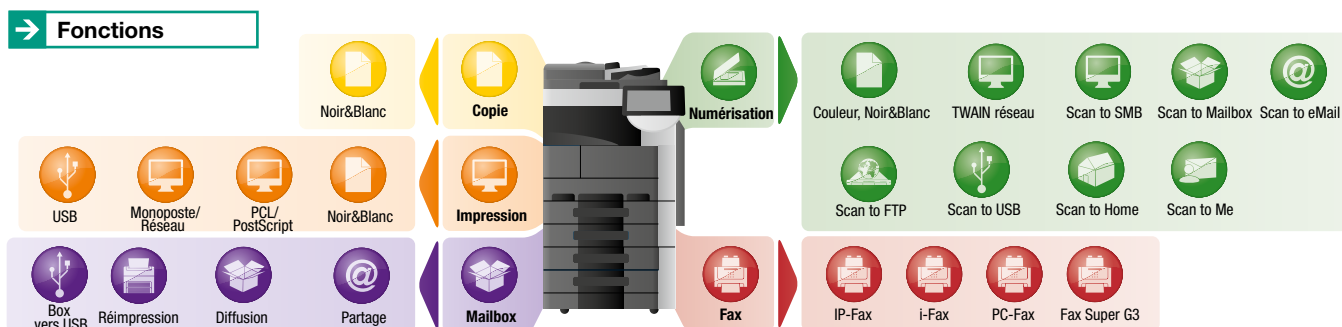 Fonctions
Noir&Blanc
Copie
Numérisation
Couleur, Noir&Blanc
TWAIN réseau
Scan to SMB
Scan to Mailbox
Scan to eMail
USB
Monoposte/
Réseau
PCL/
PostScript
Noir&Blanc
Impression
Scan to FTP
Scan to USB
Scan to Home
Scan to Me
Box
vers USB
Réimpression
Diffusion
Partage
Mailbox
Fax
IP-Fax
i-Fax
PC-Fax
Fax Super G3